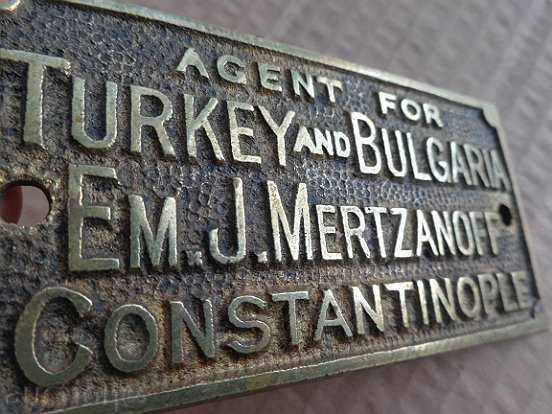 AGENT FOR
TURKEY AND BULGARIA
EM. J. MERTZANOFF
CONSTANTINOPLE